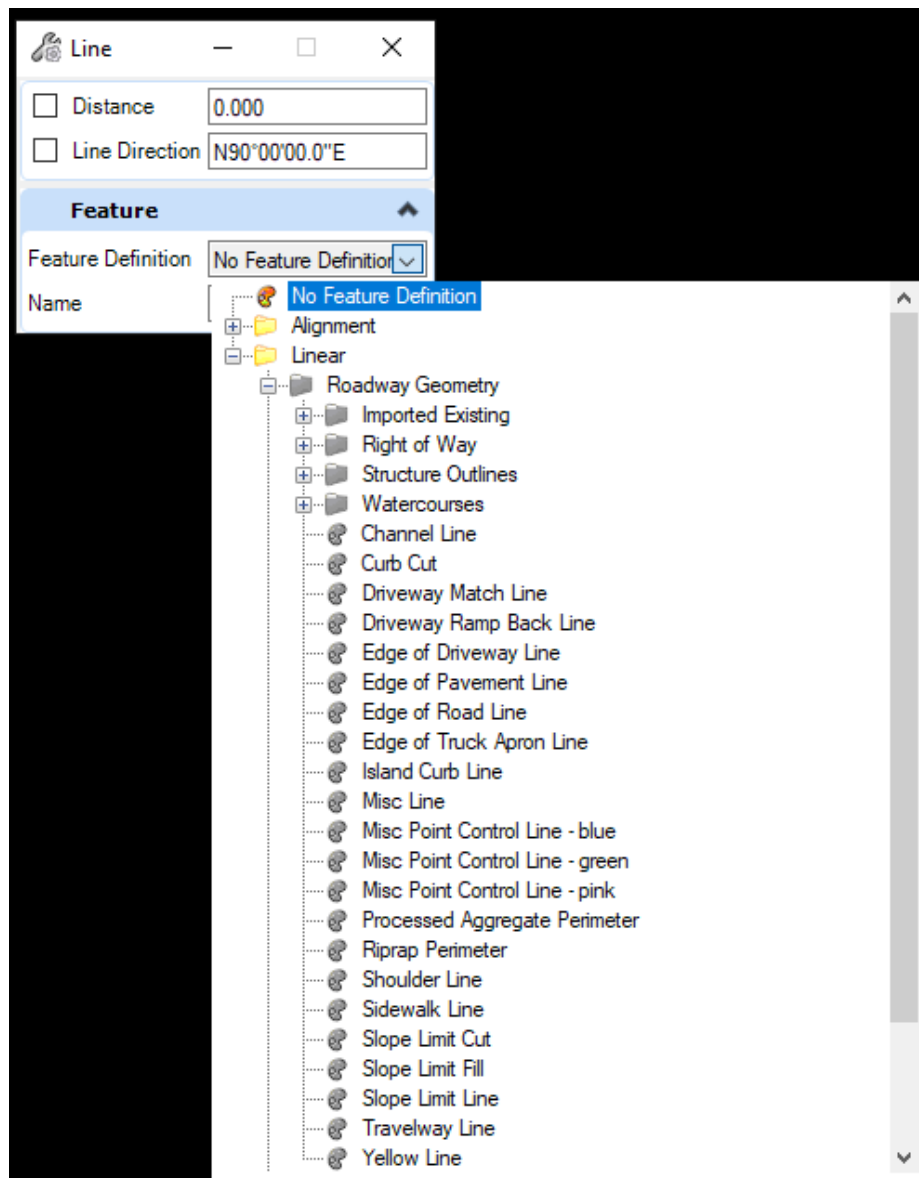 Line
Distance 0.000
Line Direction N90°00'00.0"E
Feature
Feature Definition No Feature Definition
Name
No Feature Definition
Alignment
Linear
Roadway Geometry
Imported Existing
Right of Way
Structure Outlines
Watercourses
Channel Line
Curb Cut
Driveway Match Line
Driveway Ramp Back Line
Edge of Driveway Line
Edge of Pavement Line
Edge of Road Line
Edge of Truck Apron Line
Island Curb Line
Misc Line
Misc Point Control Line - blue
Misc Point Control Line - green
Misc Point Control Line - pink
Processed Aggregate Perimeter
Riprap Perimeter
Shoulder Line
Sidewalk Line
Slope Limit Cut
Slope Limit Fill
Slope Limit Line
Travelway Line
Yellow Line